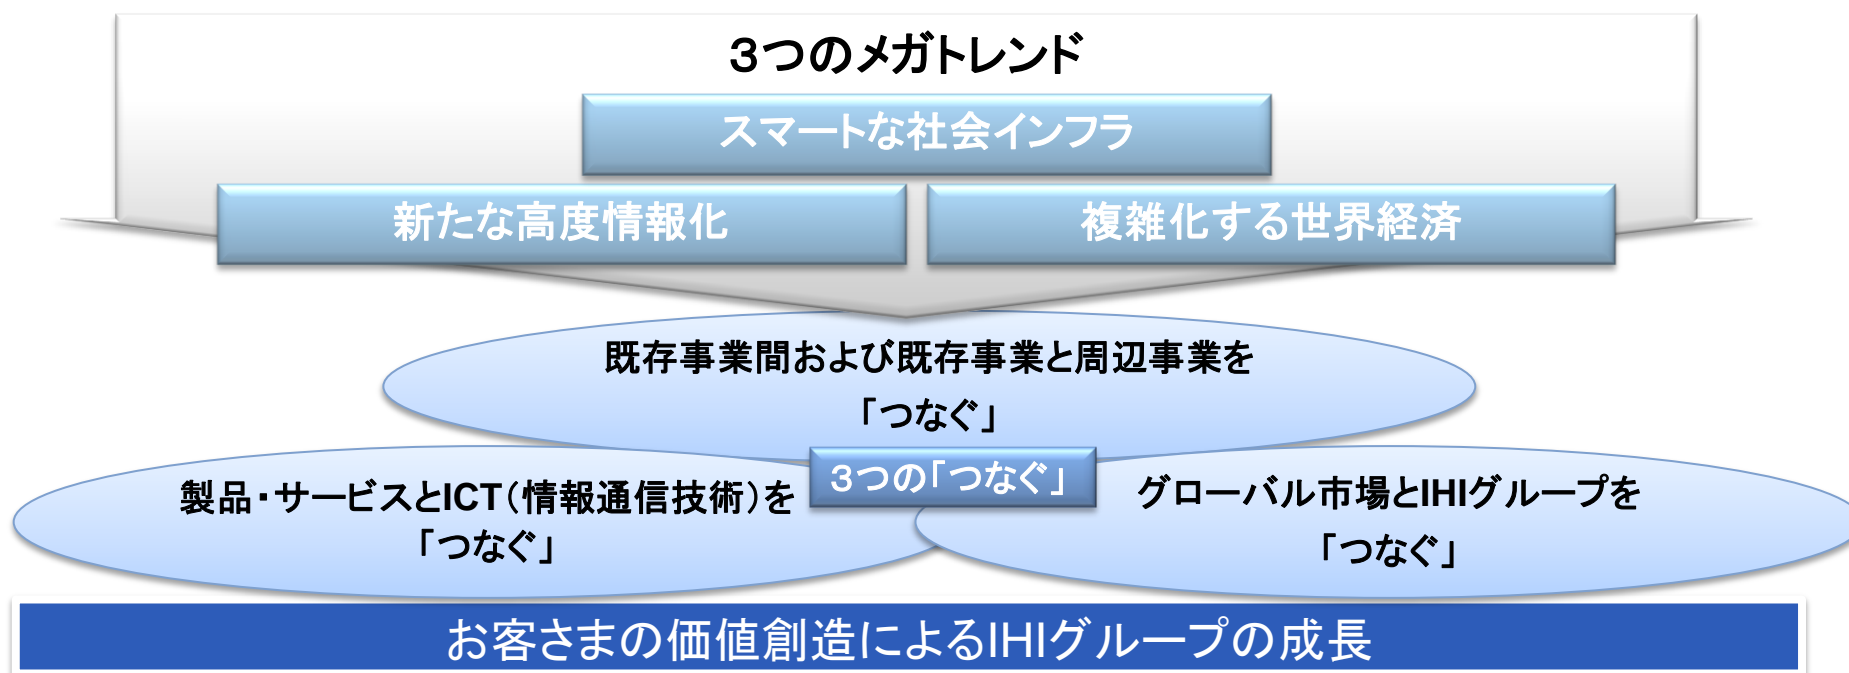 ３つのメガトレンド
スマートな社会インフラ
新たな高度情報化
複雑化する世界経済
既存事業間および既存事業と周辺事業を
「つなぐ」
３つの「つなぐ」
製品・サービスとICT（情報通信技術）を
「つなぐ」
グローバル市場とIHIグループを
「つなぐ」
お客さまの価値創造によるIHIグループの成長